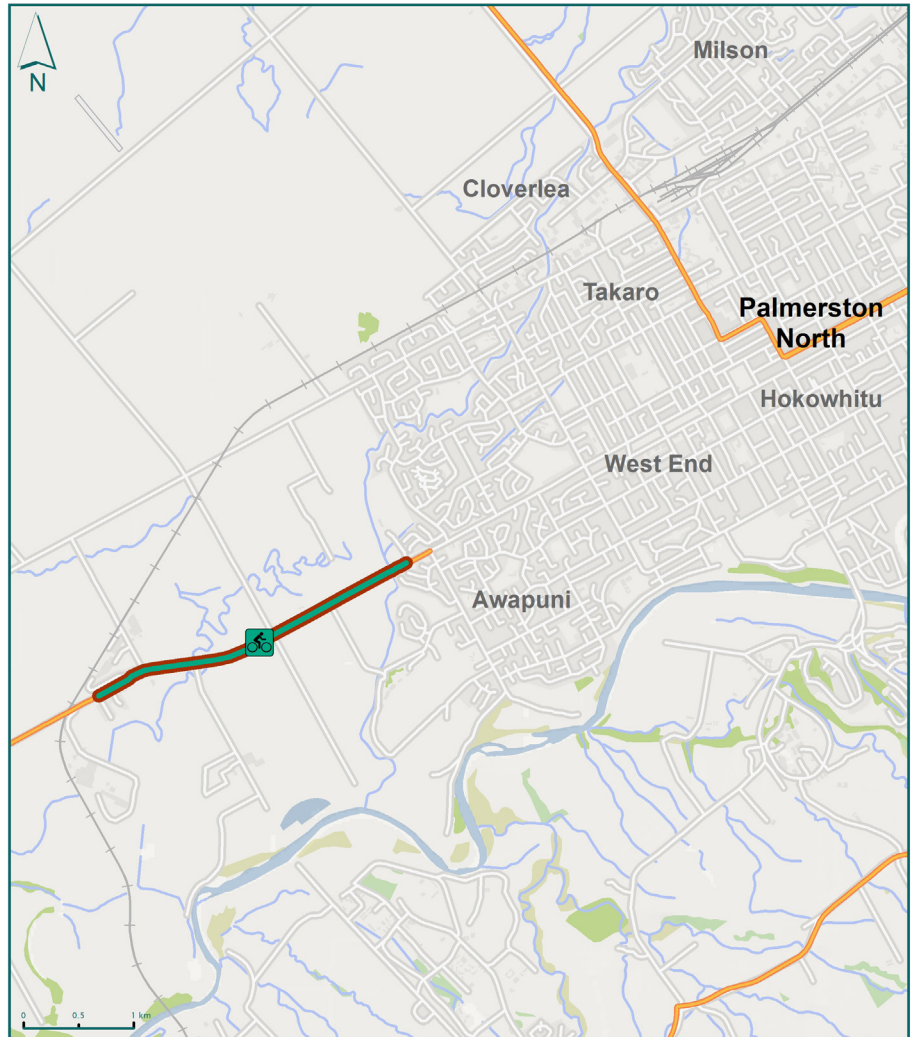 Milson
N
Cloverlea
Takaro
Palmerston
North
Hokowhitu
West End
Awapuni
0 0.5 1 km